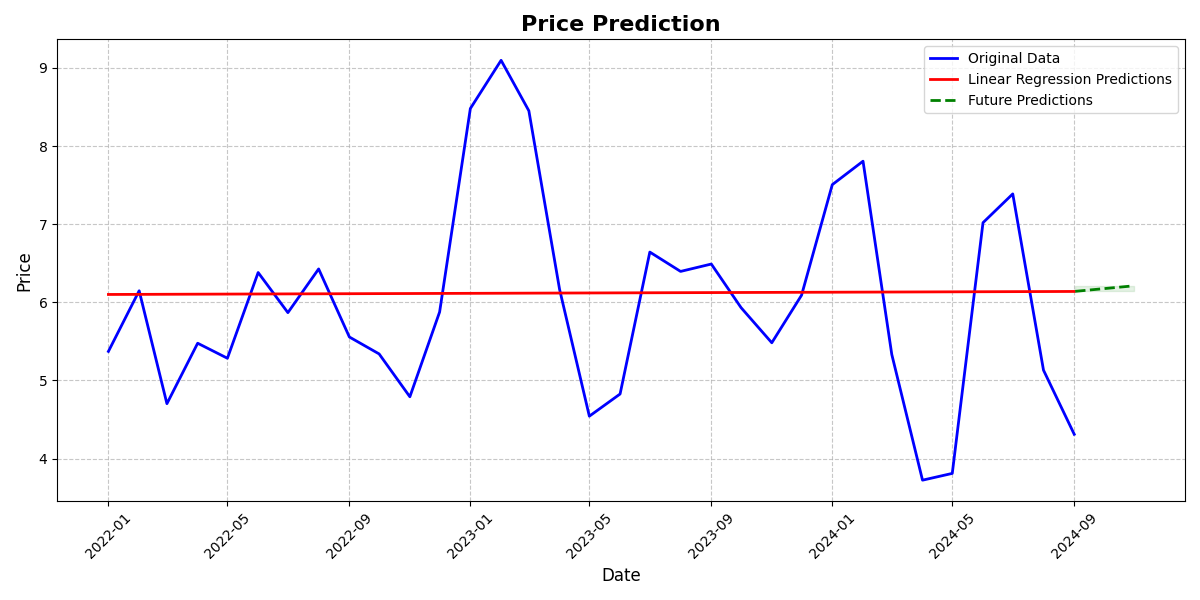 Price Prediction
Original Data
Linear Regression Predictions
Future Predictions
Price
9
8
7
6
5
4
2022-01
2022-05
2022-09
2023-01
2023-05
2023-09
2024-01
2024-05
2024-09
Date